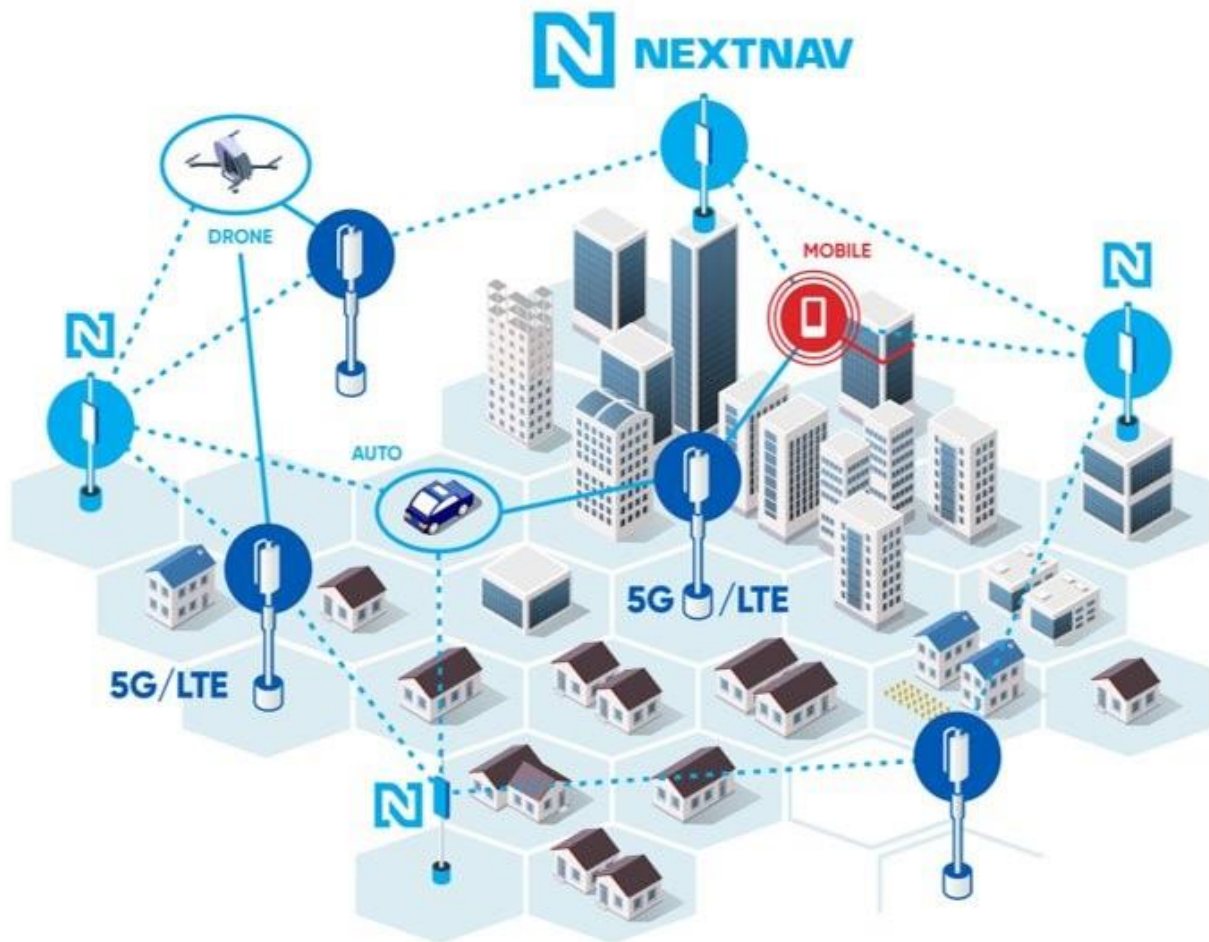 NEXTNAV
DRONE
MOBILE
N
N
AUTO
5G/LTE
5G/LTE
N